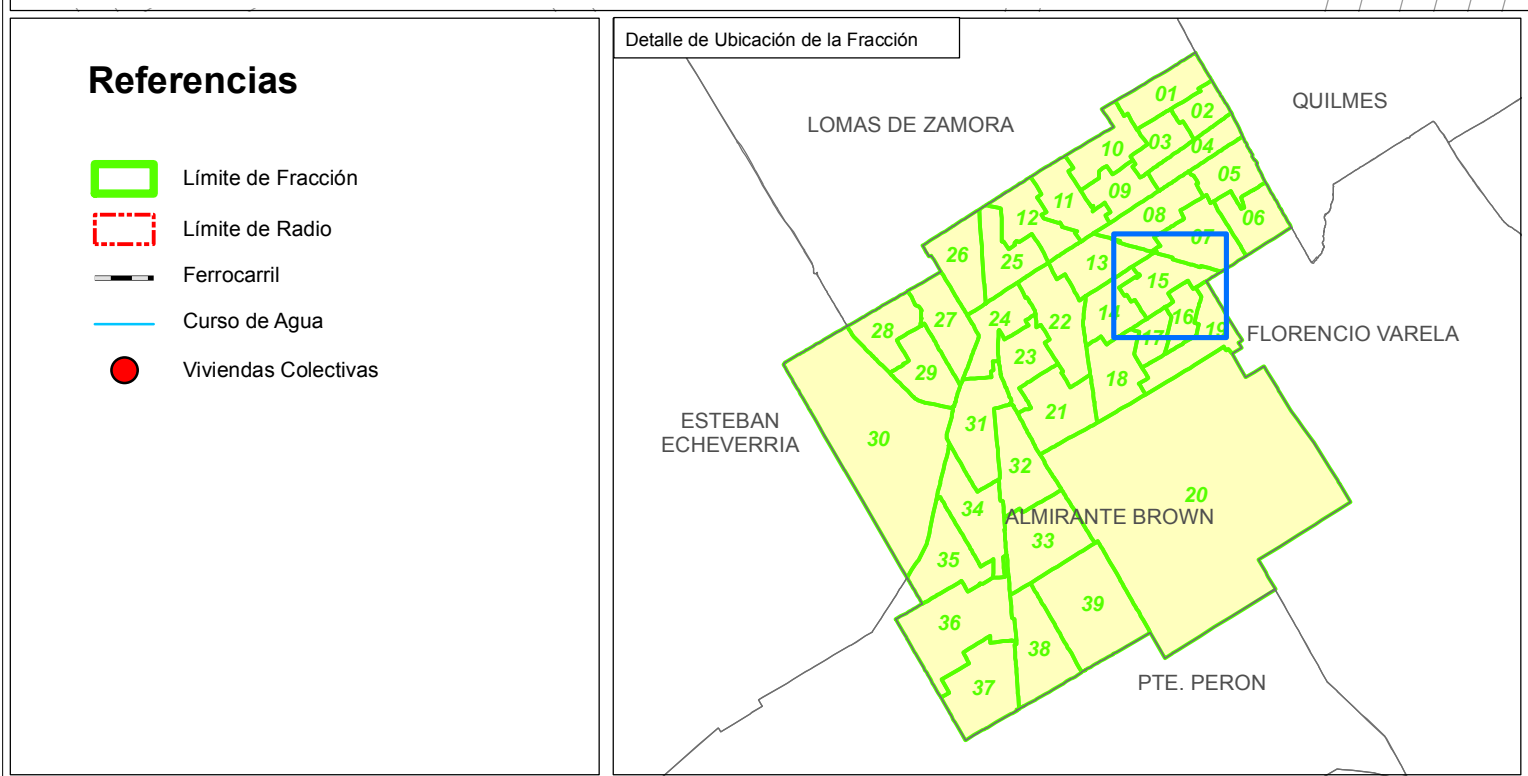 Referencias
Límite de Fracción
Límite de Radio
Ferrocarril
Curso de Agua
Viviendas Colectivas
Detalle de Ubicación de la Fracción
LOMAS DE ZAMORA
QUILMES
FLORENCIO VARELA
ESTEBAN
ECHEVERRIA
ALMIRANTE BROWN
PTE. PERON
01
02
03
04
10
05
09
11
06
08
12
07
26
25
13
15
14
16
19
17
24
22
27
28
23
29
18
21
31
30
32
20
34
33
35
39
36
38
37